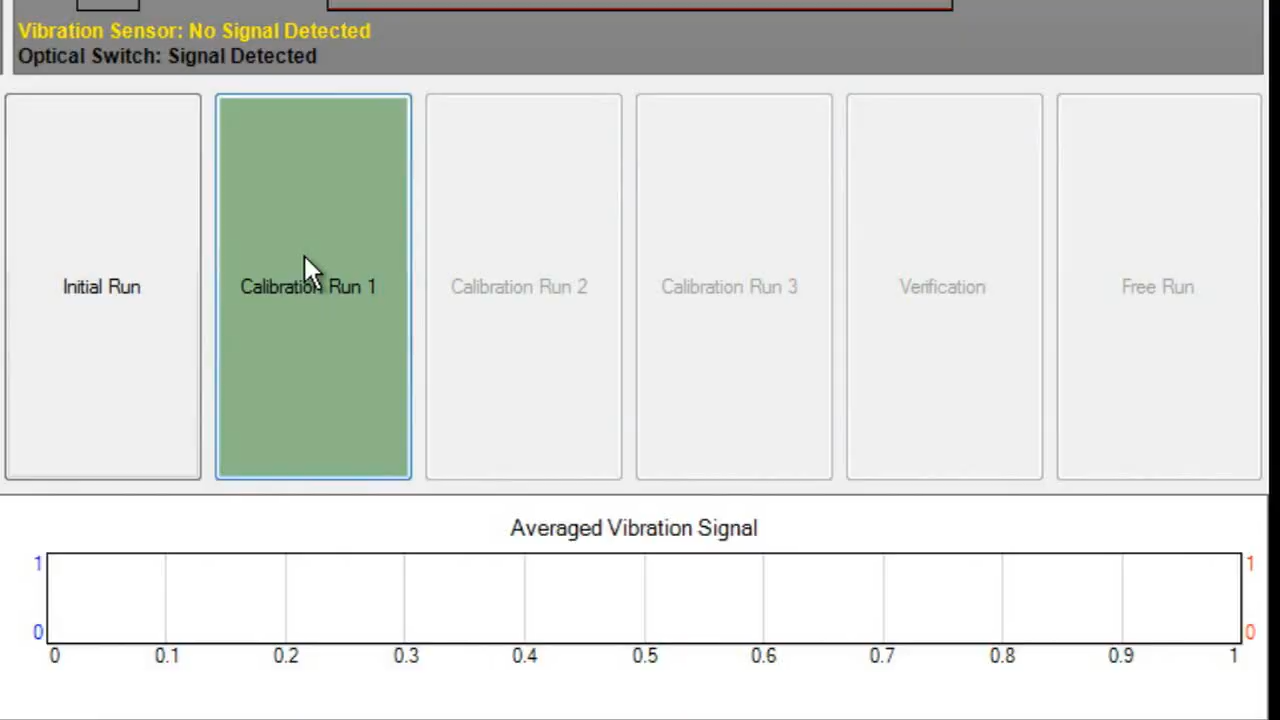 Vibration Sensor: No Signal Detected
Optical Switch: Signal Detected
Initial Run
Calibration Run 1
Calibration Run 2
Calibration Run 3
Verification
Free Run
Averaged Vibration Signal
1 1
0 0
0 0.1 0.2 0.3 0.4 0.5 0.6 0.7 0.8 0.9 1